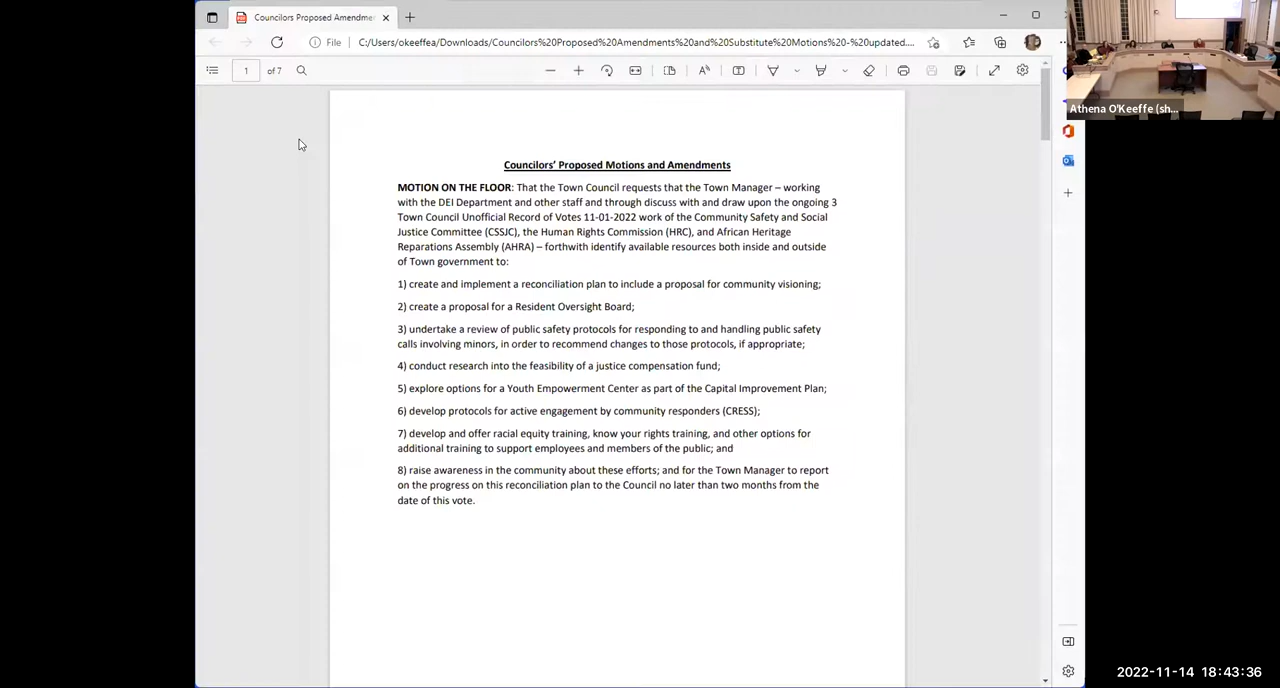 Councilors Proposed Amendmen
1
of 7
File
C:/Users/okeeffea/Downloads/Councilors%20Proposed%20Amendments%20and%20Substitute%20Motions%20-%20updated....
Athena O'Keeffe (sh...
Councilors' Proposed Motions and Amendments
MOTION ON THE FLOOR: That the Town Council requests that the Town Manager – working
with the DEI Department and other staff and through discuss with and draw upon the ongoing 3
Town Council Unofficial Record of Votes 11-01-2022 work of the Community Safety and Social
Justice Committee (CSSJC), the Human Rights Commission (HRC), and African Heritage
Reparations Assembly (AHRA) – forthwith identify available resources both inside and outside
of Town government to:
1) create and implement a reconciliation plan to include a proposal for community visioning;
2) create a proposal for a Resident Oversight Board;
3) undertake a review of public safety protocols for responding to and handling public safety
calls involving minors, in order to recommend changes to those protocols, if appropriate;
4) conduct research into the feasibility of a justice compensation fund;
5) explore options for a Youth Empowerment Center as part of the Capital Improvement Plan;
6) develop protocols for active engagement by community responders (CRESS);
7) develop and offer racial equity training, know your rights training, and other options for
additional training to support employees and members of the public; and
8) raise awareness in the community about these efforts; and for the Town Manager to report
on the progress on this reconciliation plan to the Council no later than two months from the
date of this vote.
2022-11-14 18:43:36